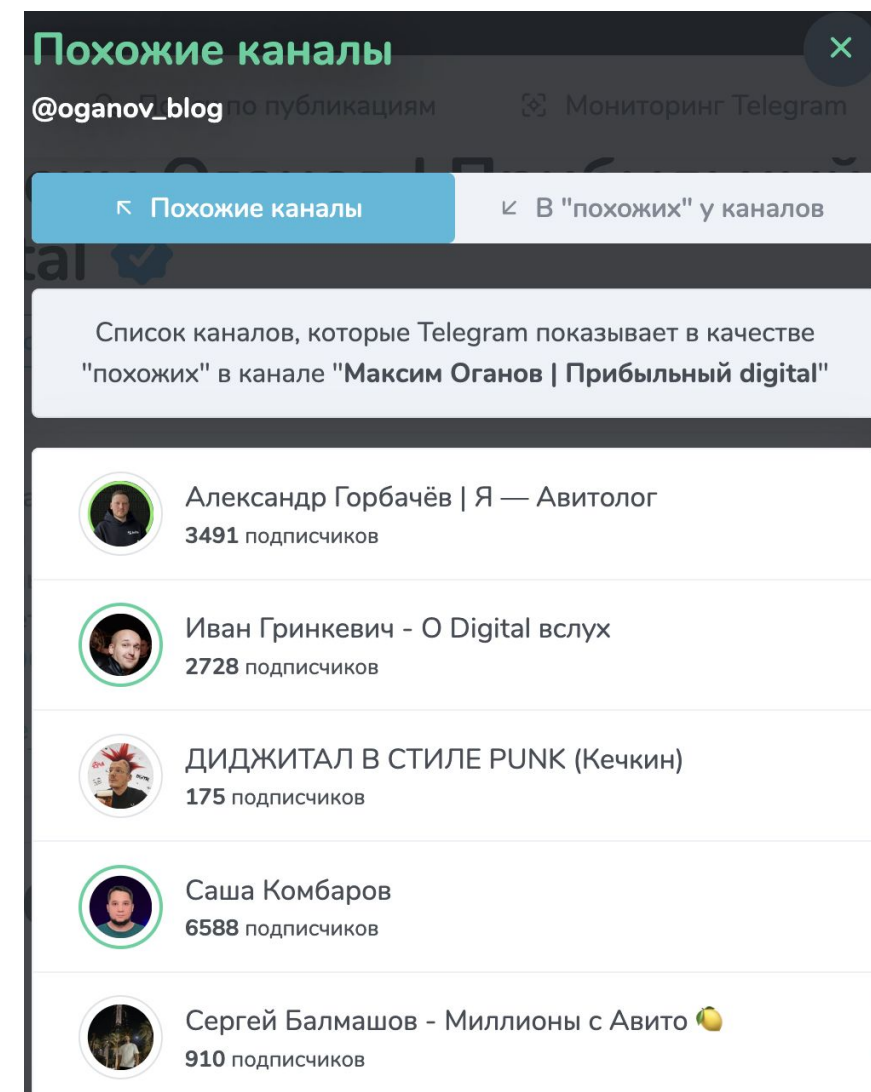 Похожие каналы
@oganov_blog
по публикациям
Мониторинг Telegram
Похожие каналы
В "похожих" у каналов
tal
Список каналов, которые Telegram показывает в качестве
"похожих" в канале "Максим Оганов | Прибыльный digital"
Александр Горбачёв | Я — Авитолог
3491 подписчиков
Иван Гринкевич - О Digital вслух
2728 подписчиков
ДИДЖИТАЛ В СТИЛЕ PUNK (Кечкин)
175 подписчиков
Саша Комбаров
6588 подписчиков
Сергей Балмашов - Миллионы с Авито 🍋
910 подписчиков